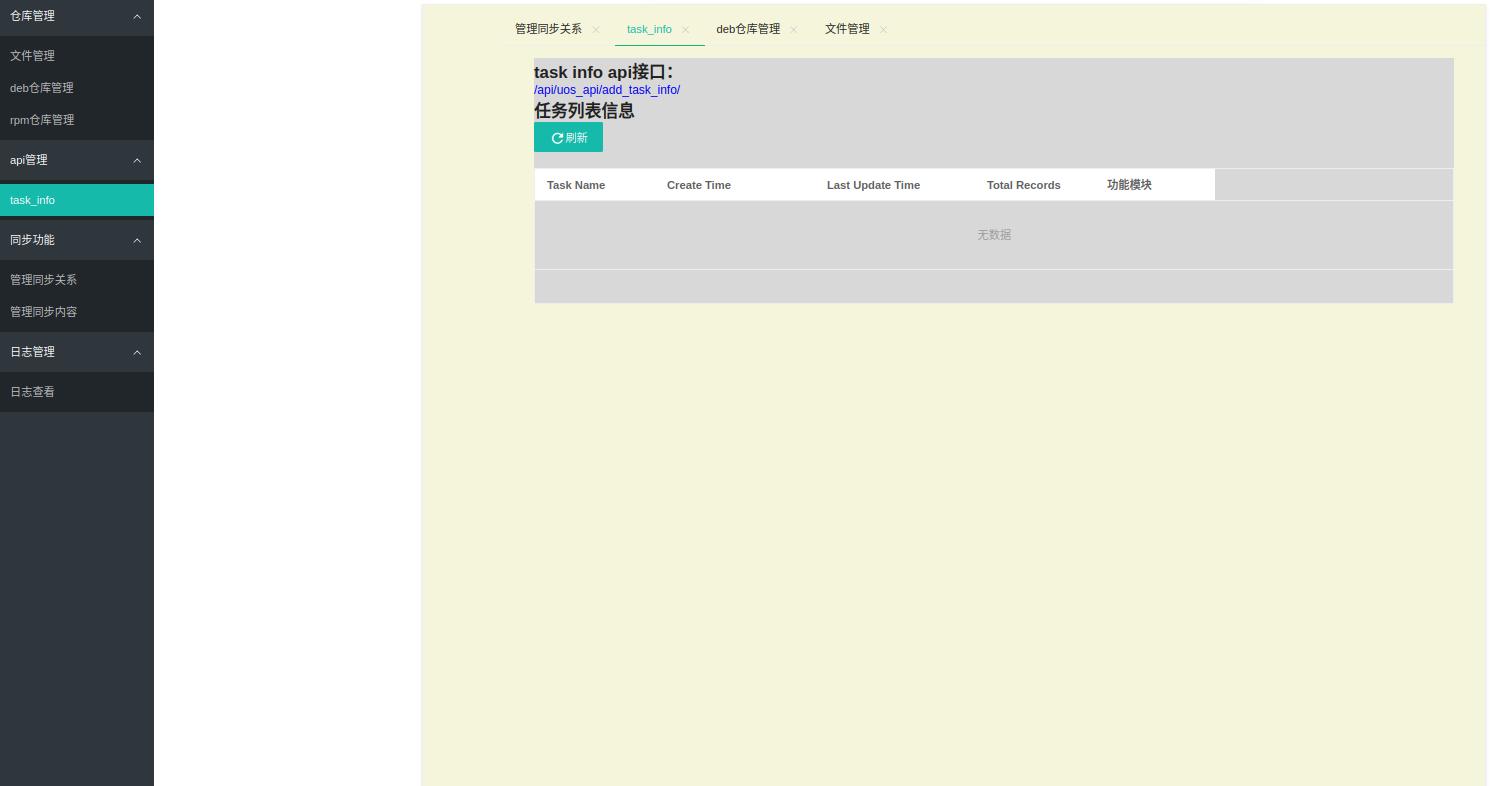 仓库管理
文件管理
deb仓库管理
rpm仓库管理
api管理
task_info
同步功能
管理同步关系
管理同步内容
日志管理
日志查看
管理同步关系 task_info deb仓库管理 文件管理
task info api接口：
/api/uos_api/add_task_info/
任务列表信息
刷新
Task Name Create Time Last Update Time Total Records 功能模块
无数据